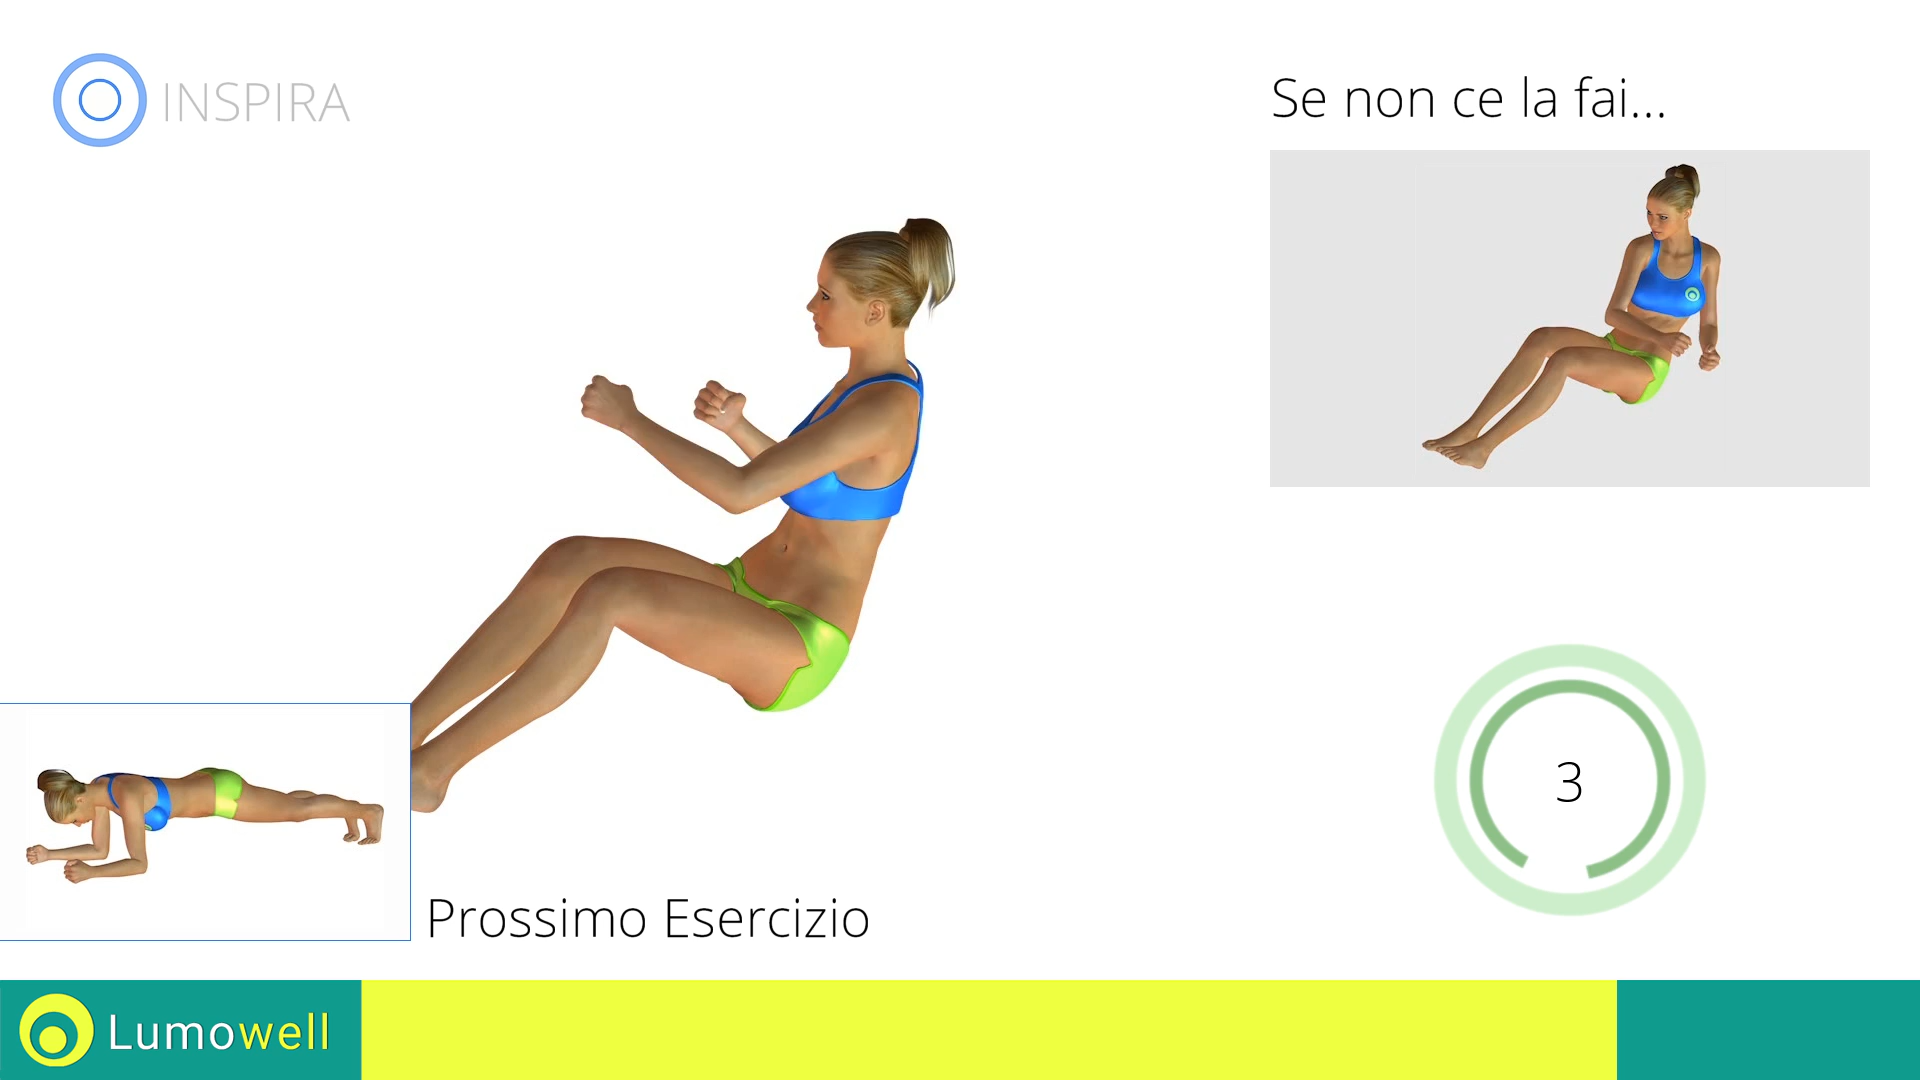 INSPIRA
Se non ce la fai...
3
Prossimo Esercizio
Lumowell